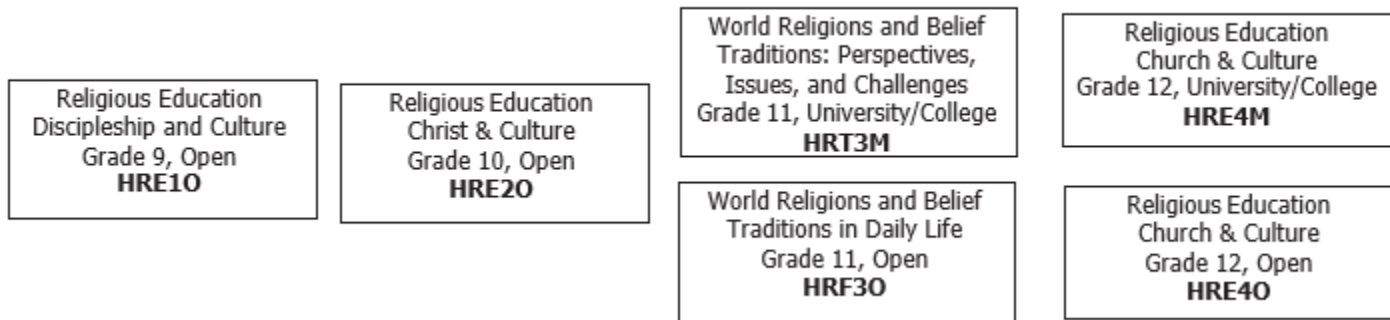 Religious Education
Discipleship and Culture
Grade 9, Open
HRE1O
Religious Education
Christ & Culture
Grade 10, Open
HRE2O
World Religions and Belief
Traditions: Perspectives,
Issues, and Challenges
Grade 11, University/College
HRT3M
World Religions and Belief
Traditions in Daily Life
Grade 11, Open
HRF3O
Religious Education
Church & Culture
Grade 12, University/College
HRE4M
Religious Education
Church & Culture
Grade 12, Open
HRE4O